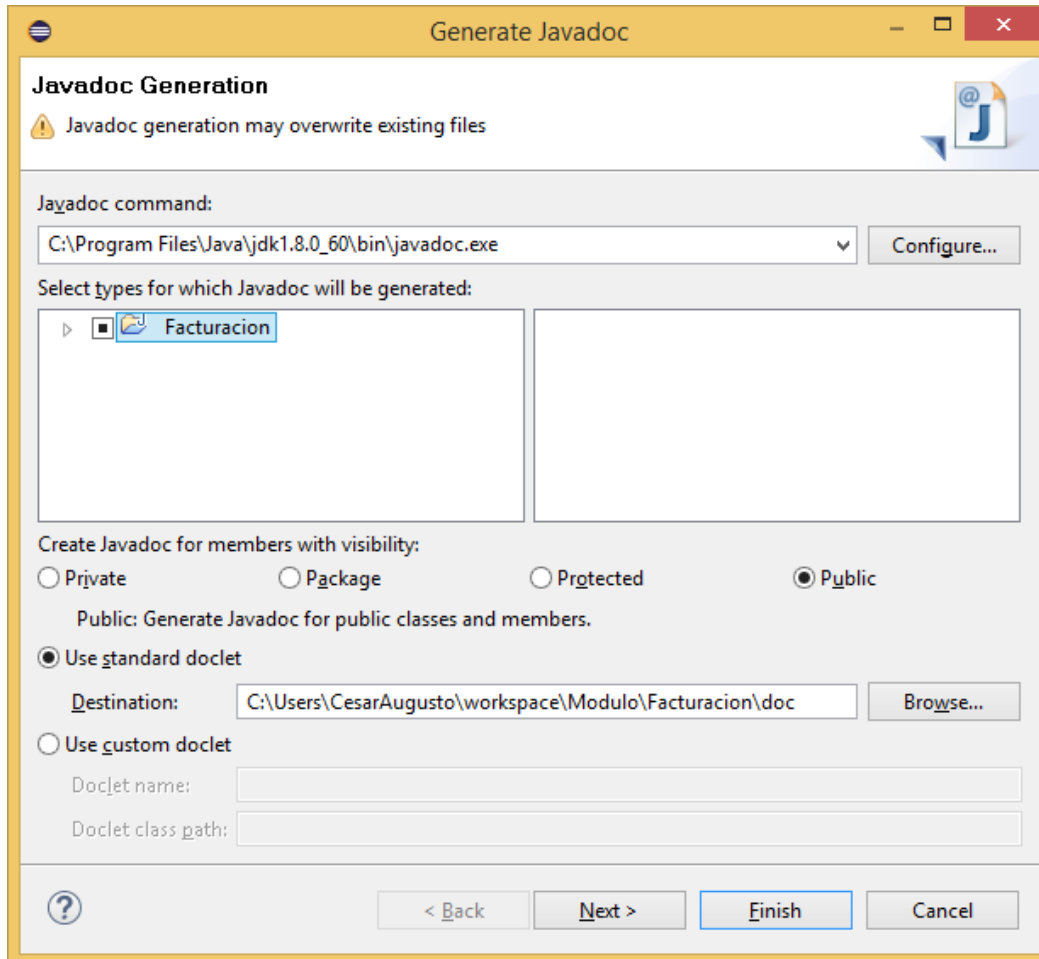 Generate Javadoc
Javadoc Generation
Javadoc generation may overwrite existing files
Javadoc command:
C:\Program Files\Java\jdk1.8.0_60\bin\javadoc.exe
Configure...
Select types for which Javadoc will be generated:
Facturacion
Create Javadoc for members with visibility:
Private Package Protected Public
Public: Generate Javadoc for public classes and members.
Use standard doclet
Destination: C:\Users\CesarAugusto\workspace\Modulo\Facturacion\doc Browse...
Use custom doclet
Doclet name:
Doclet class path:
? < Back Next > Finish Cancel